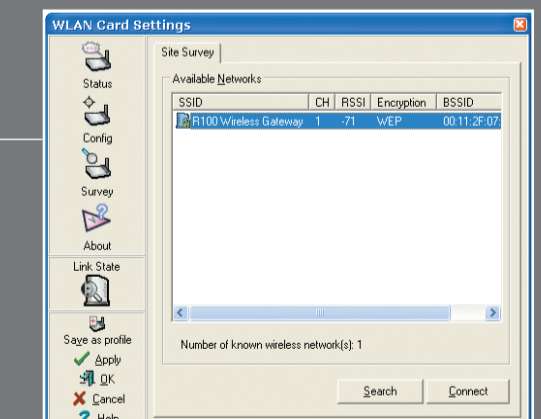 WLAN Card Settings
Status
Config
Survey
About
Link State
Save as profile
Apply
OK
Cancel
Help
Site Survey
Available Networks
SSID CH RSSI Encryption BSSID
R100 Wireless Gateway 1 -71 WEP 00:11:2F:07:
Number of known wireless network(s): 1
Search Connect